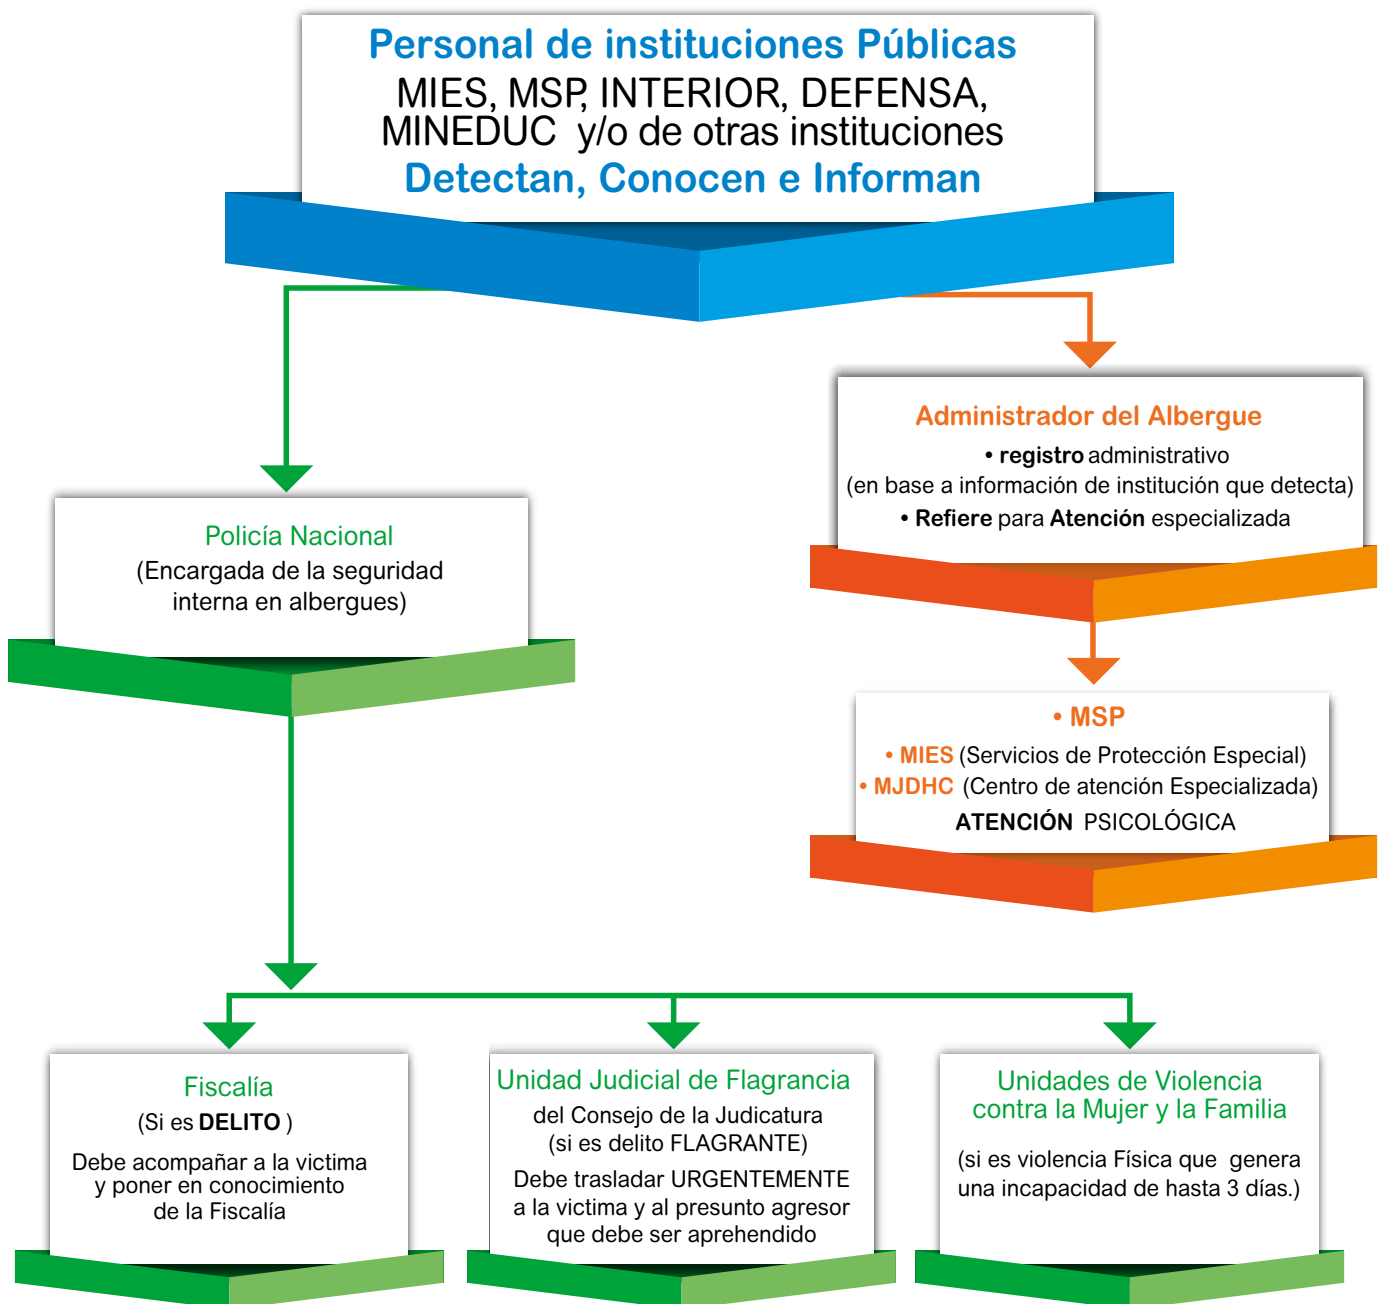 Personal de instituciones Públicas
MIES, MSP, INTERIOR, DEFENSA,
MINEDUC y/o de otras instituciones
Detectan, Conocen e Informan
Administrador del Albergue
• registro administrativo
(en base a información de institución que detecta)
• Refiere para Atención especializada
Policía Nacional
(Encargada de la seguridad
interna en albergues)
• MSP
• MIES (Servicios de Protección Especial)
• MJDHC (Centro de atención Especializada)
ATENCIÓN PSICOLÓGICA
Fiscalía
(Si es DELITO )
Debe acompañar a la victima
y poner en conocimiento
de la Fiscalía
Unidad Judicial de Flagrancia
del Consejo de la Judicatura
(si es delito FLAGRANTE)
Debe trasladar URGENTEMENTE
a la victima y al presunto agresor
que debe ser aprehendido
Unidades de Violencia
contra la Mujer y la Familia
(si es violencia Física que genera
una incapacidad de hasta 3 días.)